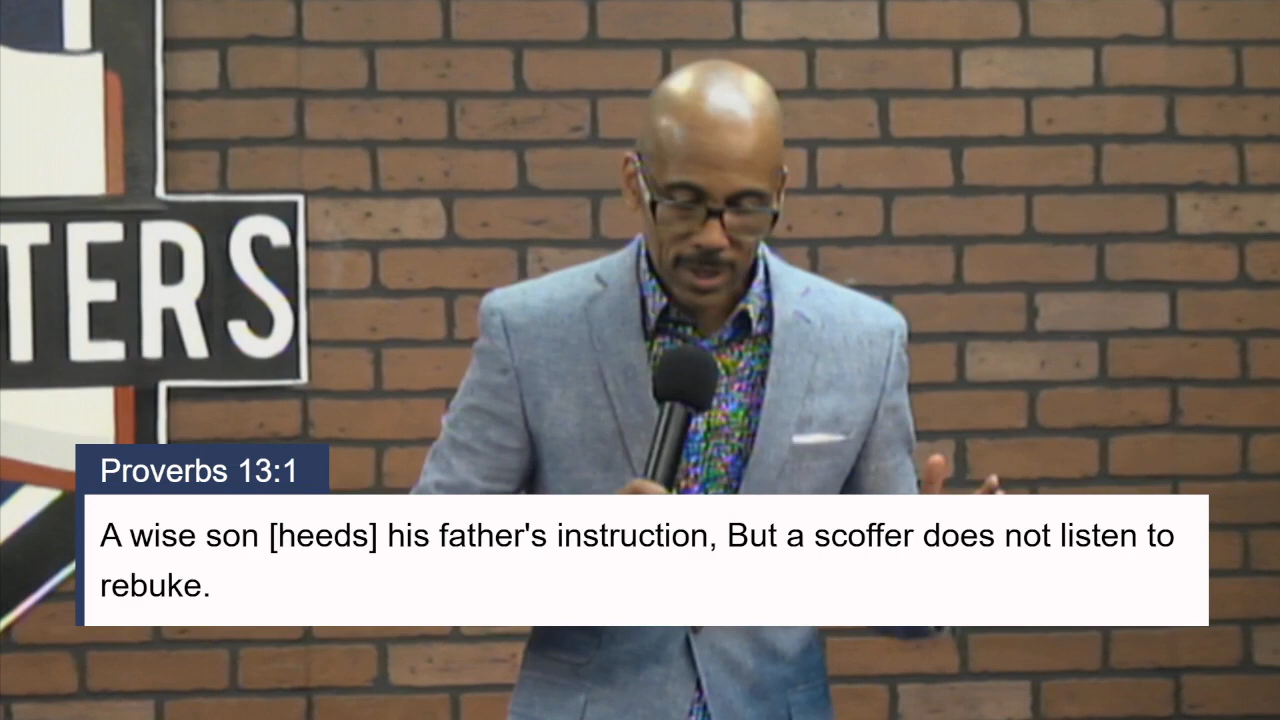 TERS
Proverbs 13:1
A wise son [heeds] his father's instruction, But a scoffer does not listen to
rebuke.